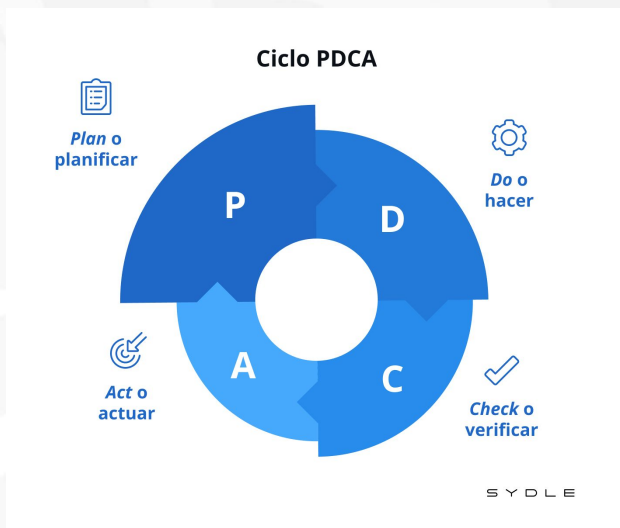 Ciclo PDCA
Plan o
planificar
Do o
hacer
P
D
A
C
Act o
actuar
Check o
verificar
SYDLE